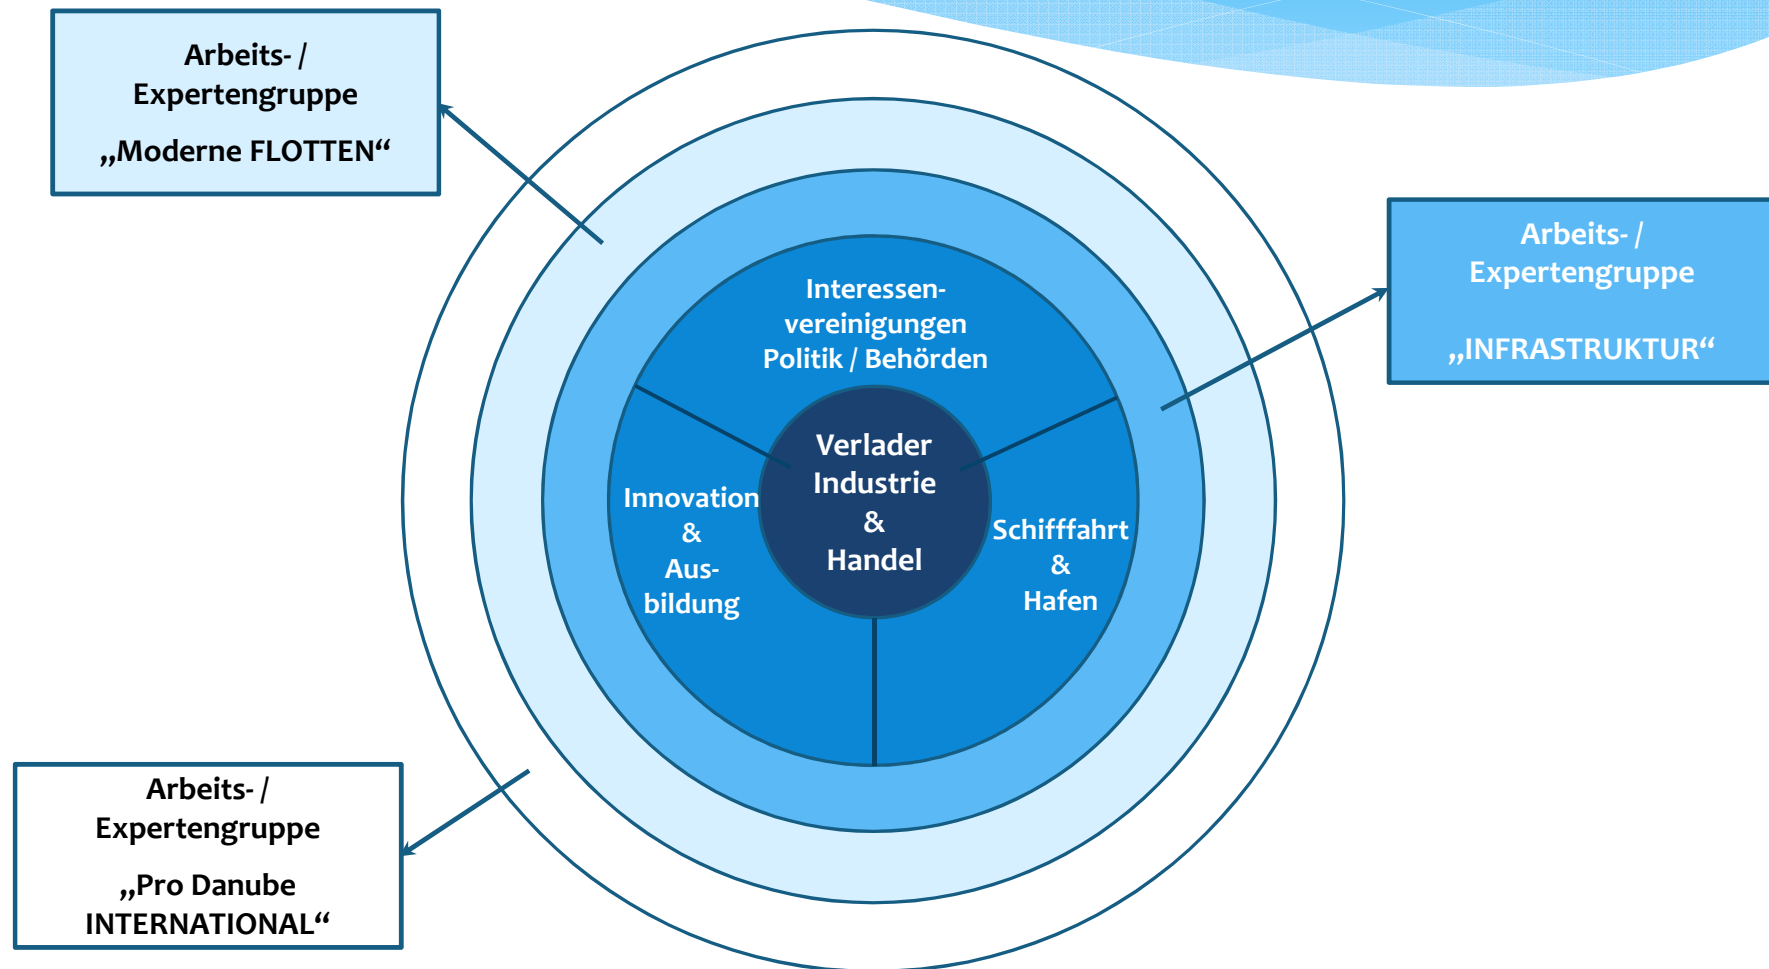 Arbeits- /
Expertengruppe
„Moderne FLOTTEN“
Arbeits- /
Expertengruppe
„INFRASTRUKTUR“
Interessen-
vereinigungen
Politik / Behörden
Verlader
Industrie
&
Handel
Innovation
&
Aus-
bildung
Schifffahrt
&
Hafen
Arbeits- /
Expertengruppe
„Pro Danube
INTERNATIONAL“